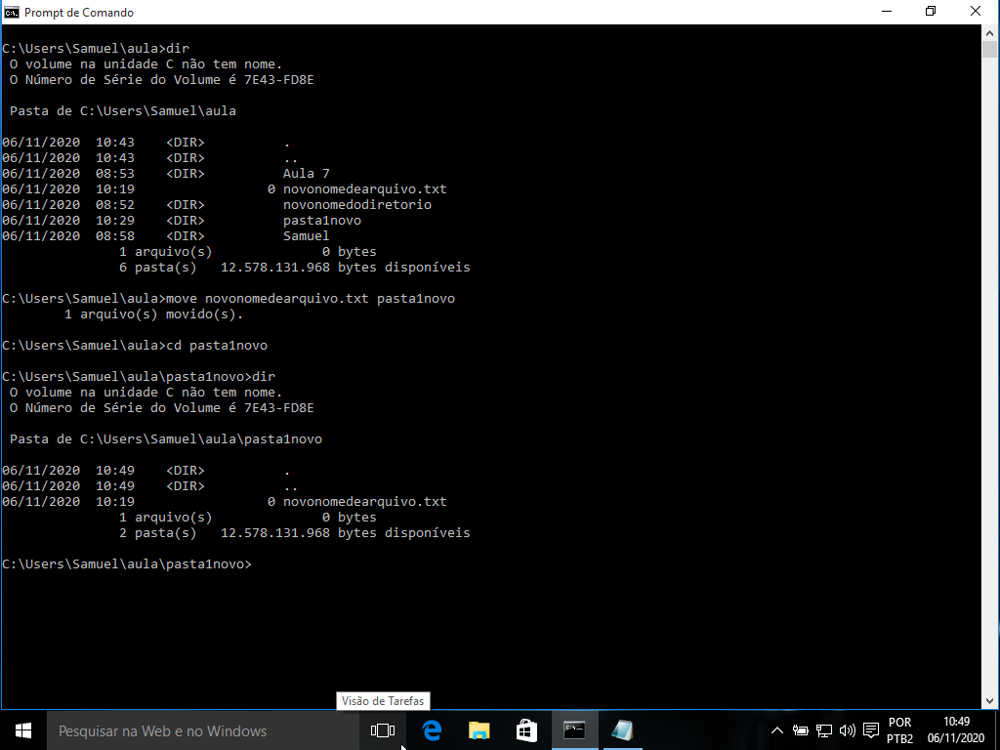 Prompt de Comando
C:\Users\Samuel\aula>dir
 O volume na unidade C não tem nome.
 O Número de Série do Volume é 7E43-FD8E

 Pasta de C:\Users\Samuel\aula

06/11/2020  10:43    <DIR>          .
06/11/2020  10:43    <DIR>          ..
06/11/2020  08:53    <DIR>          Aula 7
06/11/2020  10:19                 0 novonomedearquivo.txt
06/11/2020  08:52    <DIR>          novonomedodiretorio
06/11/2020  10:29    <DIR>          pasta1novo
06/11/2020  08:58    <DIR>          Samuel
               1 arquivo(s)              0 bytes
               6 pasta(s)   12.578.131.968 bytes disponíveis

C:\Users\Samuel\aula>move novonomedearquivo.txt pasta1novo
        1 arquivo(s) movido(s).

C:\Users\Samuel\aula>cd pasta1novo

C:\Users\Samuel\aula\pasta1novo>dir
 O volume na unidade C não tem nome.
 O Número de Série do Volume é 7E43-FD8E

 Pasta de C:\Users\Samuel\aula\pasta1novo

06/11/2020  10:49    <DIR>          .
06/11/2020  10:49    <DIR>          ..
06/11/2020  10:19                 0 novonomedearquivo.txt
               1 arquivo(s)              0 bytes
               2 pasta(s)   12.578.131.968 bytes disponíveis

C:\Users\Samuel\aula\pasta1novo>
Visão de Tarefas
Pesquisar na Web e no Windows
POR
PTB2
10:49
06/11/2020